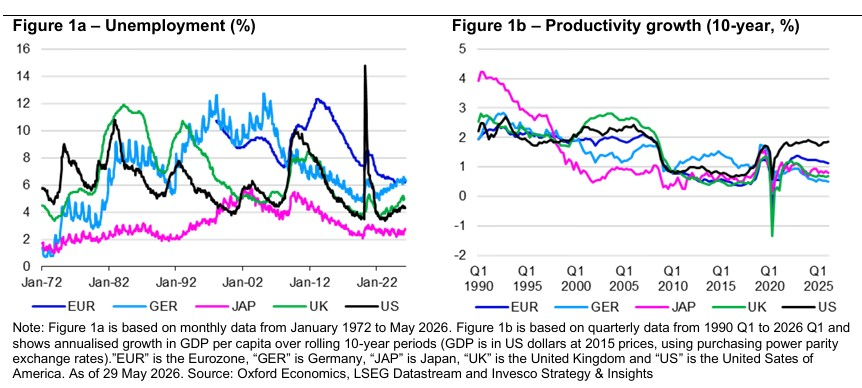 Figure 1a – Unemployment (%)
Figure 1b – Productivity growth (10-year, %)
16
14
12
10
8
6
4
2
0
Jan-72
Jan-82
Jan-92
Jan-02
Jan-12
Jan-22
EUR
GER
JAP
UK
US
5
4
3
2
1
0
-1
-2
Q1 1990
Q1 1995
Q1 2000
Q1 2005
Q1 2010
Q1 2015
Q1 2020
Q1 2025
EUR
GER
JAP
UK
US
Note: Figure 1a is based on monthly data from January 1972 to May 2026. Figure 1b is based on quarterly data from 1990 Q1 to 2026 Q1 and
shows annualised growth in GDP per capita over rolling 10-year periods (GDP is in US dollars at 2015 prices, using purchasing power parity
exchange rates)."EUR" is the Eurozone, “GER” is Germany, “JAP” is Japan, “UK” is the United Kingdom and “US” is the United Sates of
America. As of 29 May 2026. Source: Oxford Economics, LSEG Datastream and Invesco Strategy & Insights